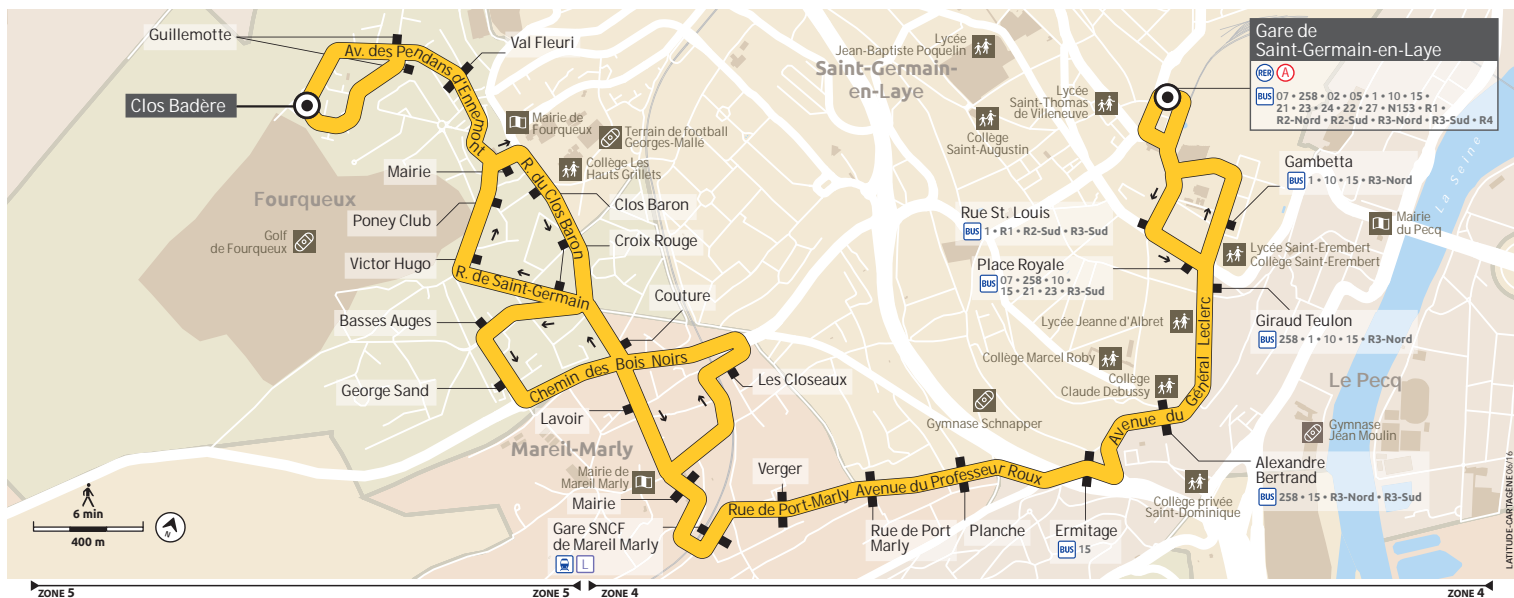 Guillemotte
Av. des Pendans d'Ennemont
Val Fleuri
Clos Badère
Mairie de
Fourqueux
Terrain de football
Georges-Mallé
Collège Les
Hauts Grillets
R. du Clos Baron
Mairie
Fourqueux
Poney Club
Golf
de Fourqueux
Victor Hugo
Clos Baron
Croix Rouge
R. de Saint-Germain
Couture
Basses Auges
George Sand
Chemin des Bois Noirs
Les Closeaux
Lavoir
Mareil-Marly
Mairie de
Mareil Marly
Mairie
Gare SNCF
de Mareil Marly
L
Verger
Rue de Port-Marly
Avenue du Professeur Roux
Rue de Port
Marly
Planche
Ermitage
BUS 15
Lycée
Jean-Baptiste Poquelin
Saint-Germain-
en-Laye
Lycée
Saint-Thomas
de Villeneuve
Collège
Saint-Augustin
Gare de
Saint-Germain-en-Laye
RER A
BUS 07 • 258 • 02 • 05 • 1 • 10 • 15 •
21 • 23 • 24 • 22 • 27 • N153 • R1 •
R2-Nord • R2-Sud • R3-Nord • R3-Sud • R4
Gambetta
BUS 1 • 10 • 15 • R3-Nord
La Seine
Mairie
du Pecq
Rue St. Louis
BUS 1 • R1 • R2-Sud • R3-Sud
Lycée Saint-Erembert
Collège Saint-Erembert
Place Royale
BUS 07 • 258 • 10 •
15 • 21 • 23 • R3-Sud
Lycée Jeanne d'Albret
Giraud Teulon
BUS 258 • 1 • 10 • 15 • R3-Nord
Collège Marcel Roby
Collège
Claude Debussy
Avenue du Général Leclerc
Le Pecq
Gymnase Schnapper
Gymnase
Jean Moulin
Alexandre
Bertrand
BUS 258 • 15 • R3-Nord • R3-Sud
Collège privée
Saint-Dominique
6 min
400 m
N
LATITUDE-CARTAGÈNE 06/16
ZONE 5
ZONE 5
ZONE 4
ZONE 4